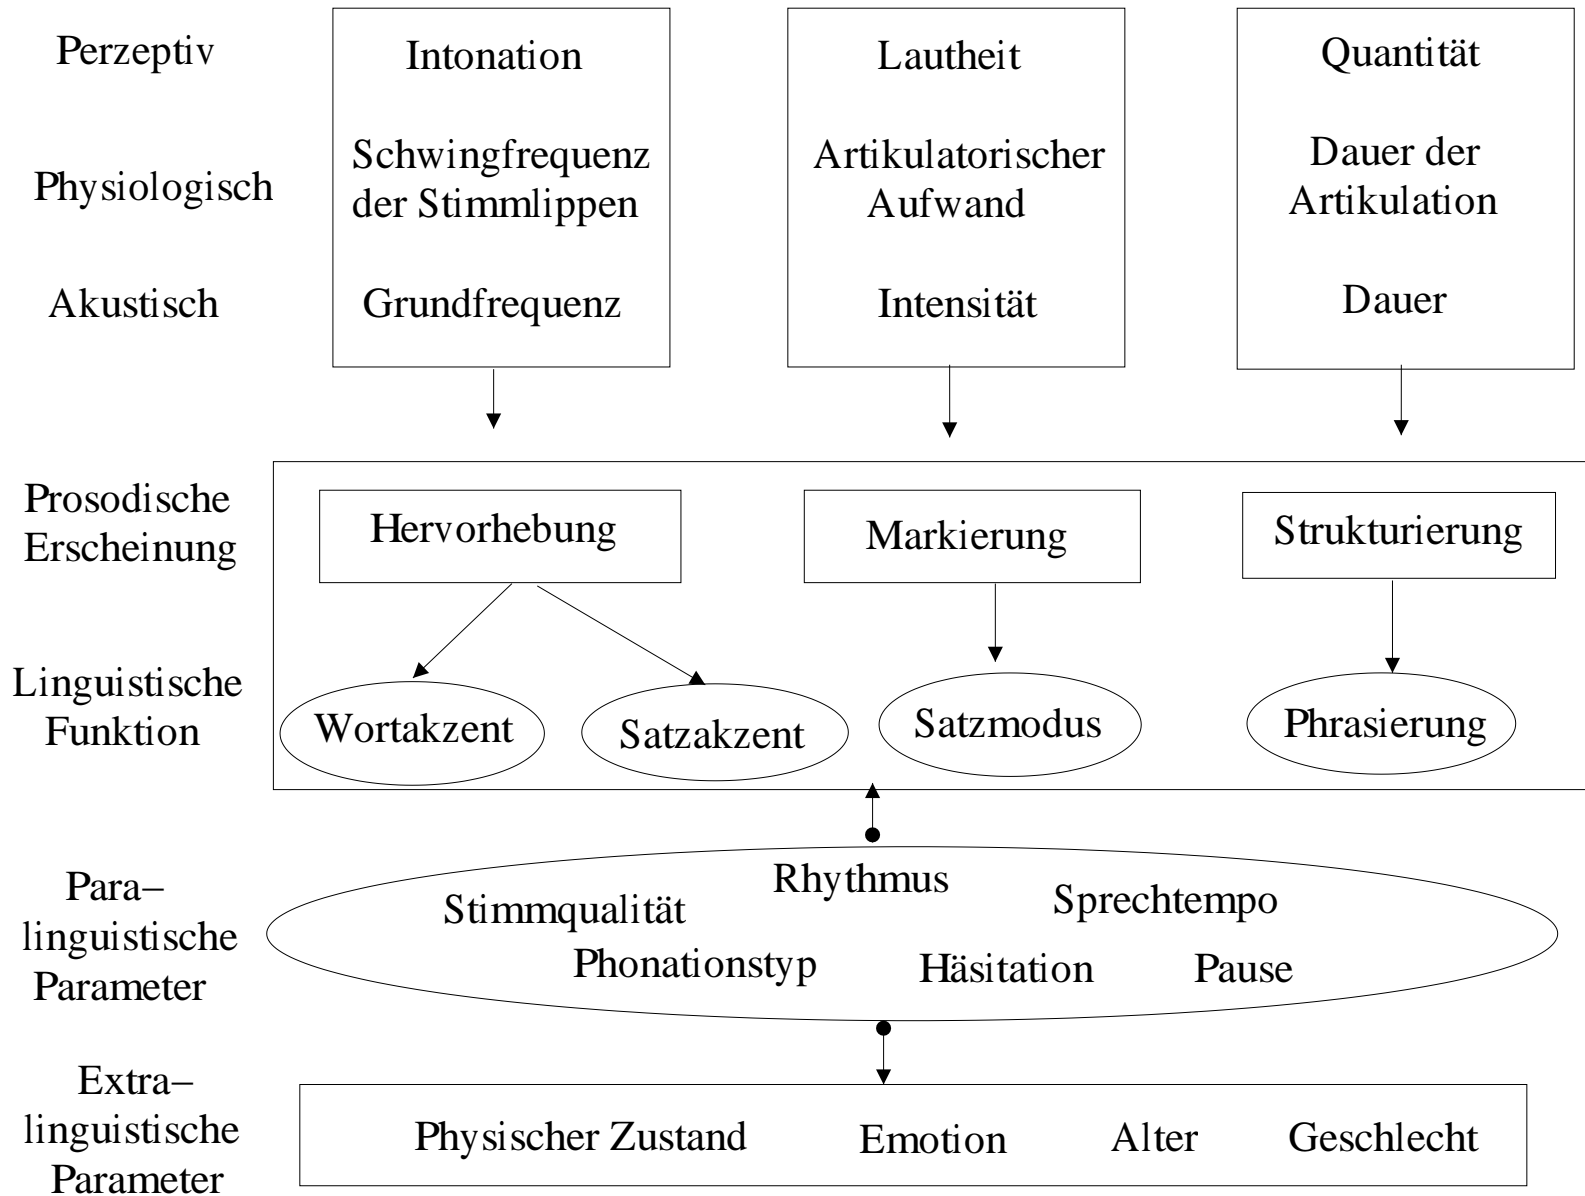 Perzeptiv
Intonation
Lautheit
Quantität
Physiologisch
Schwingfrequenz
der Stimmlippen
Artikulatorischer
Aufwand
Dauer der
Artikulation
Akustisch
Grundfrequenz
Intensität
Dauer
Prosodische
Erscheinung
Hervorhebung
Markierung
Strukturierung
Linguistische
Funktion
Wortakzent
Satzakzent
Satzmodus
Phrasierung
Para–
linguistische
Parameter
Rhythmus
Stimmqualität
Sprechtempo
Phonationstyp
Häsitation
Pause
Extra–
linguistische
Parameter
Physischer Zustand
Emotion
Alter
Geschlecht